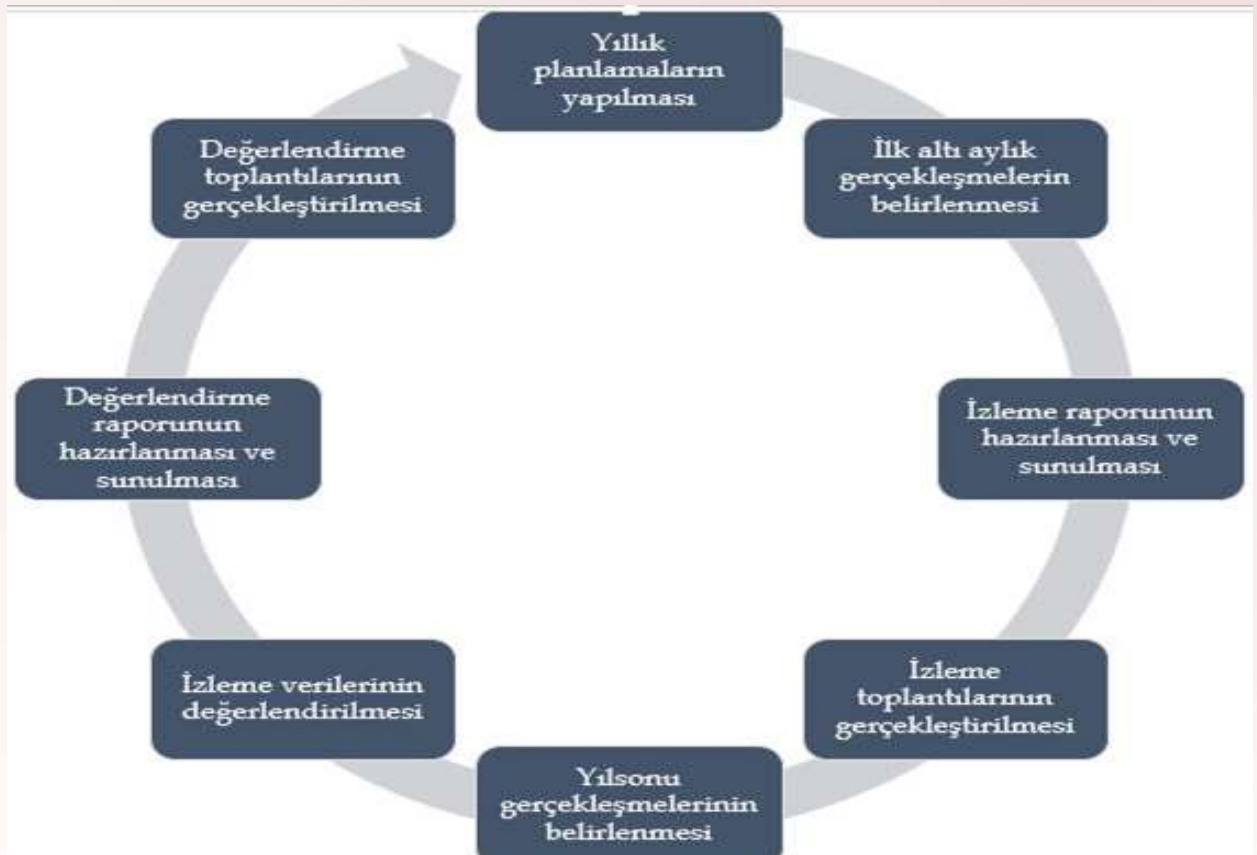 Yıllık
planlamaların
yapılması
İlk altı aylık
gerçekleşmelerin
belirlenmesi
İzleme raporunun
hazırlanması ve
sunulması
İzleme
toplantılarının
gerçekleştirilmesi
Yılsonu
gerçekleşmelerinin
belirlenmesi
İzleme verilerinin
değerlendirilmesi
Değerlendirme
raporunun
hazırlanması ve
sunulması
Değerlendirme
toplantılarının
gerçekleştirilmesi